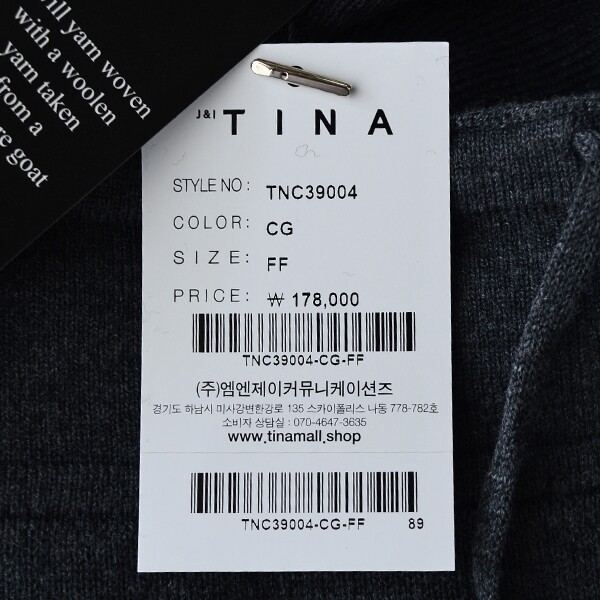 ill yarn woven
with a woolen
yarn taken
from a
re goat
J&I TINA
STYLE NO : TNC39004
COLOR: CG
SIZE: FF
PRICE: ₩ 178,000
TNC39004-CG-FF
(주)엠엔제이커뮤니케이션즈
경기도 하남시 미사강변한강로 135 스카이폴리스 나동 778-782호
소비자 상담실 : 070-4647-3635
www.tinamall.shop
TNC39004-CG-FF 89